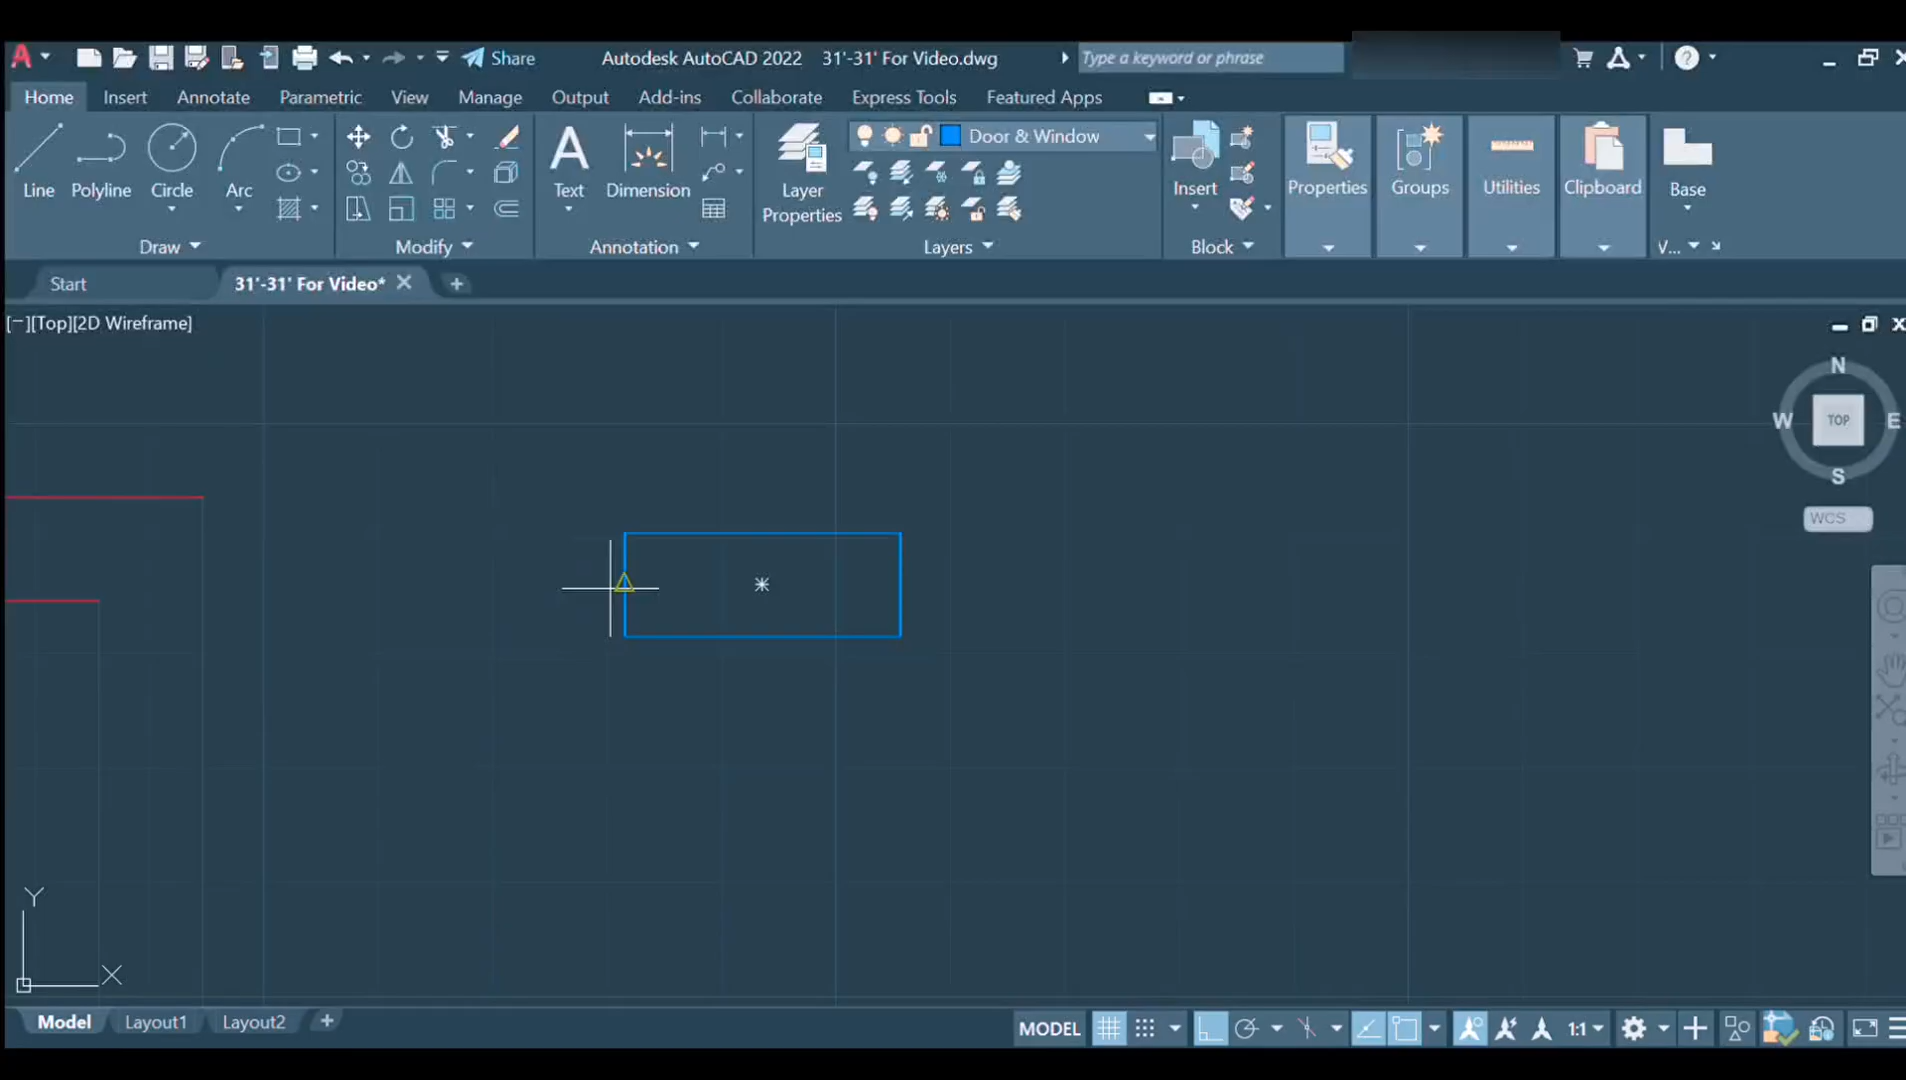 Share
Autodesk AutoCAD 2022 31'-31' For Video.dwg
Type a keyword or phrase
Home Insert Annotate Parametric View Manage Output Add-ins Collaborate Express Tools Featured Apps
Line Polyline Circle Arc
Text Dimension
Layer Properties
Door & Window
Insert
Properties Groups Utilities Clipboard Base
Draw Modify Annotation Layers Block V...
Start 31'-31' For Video*
[−][Top][2D Wireframe]
N
W TOP E
S
WCS
Y
X
Model Layout1 Layout2
MODEL 1:1